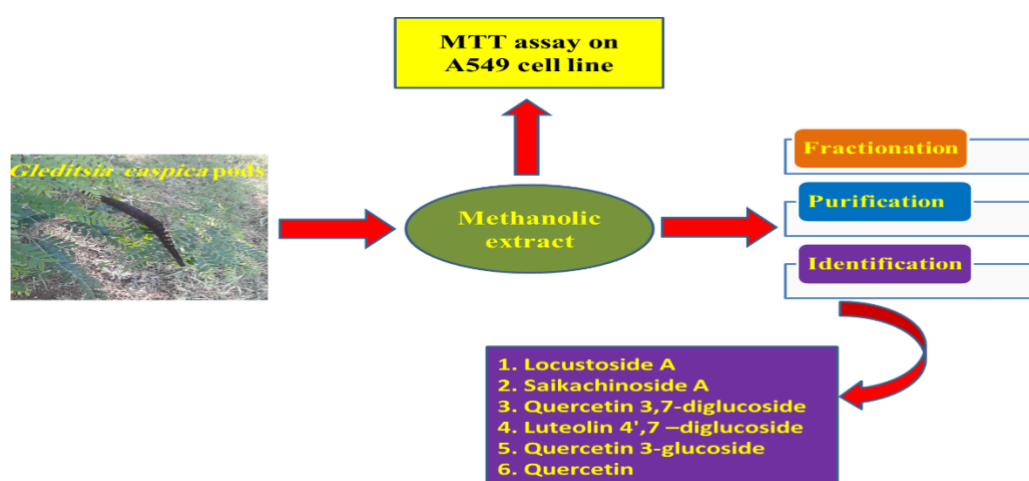 MTT assay on
A549 cell line
Gleditsia caspica pods
Methanolic
extract
Fractionation
Purification
Identification
1. Locustoside A
2. Saikachinoside A
3. Quercetin 3,7-diglucoside
4. Luteolin 4',7 –diglucoside
5. Quercetin 3-glucoside
6. Quercetin